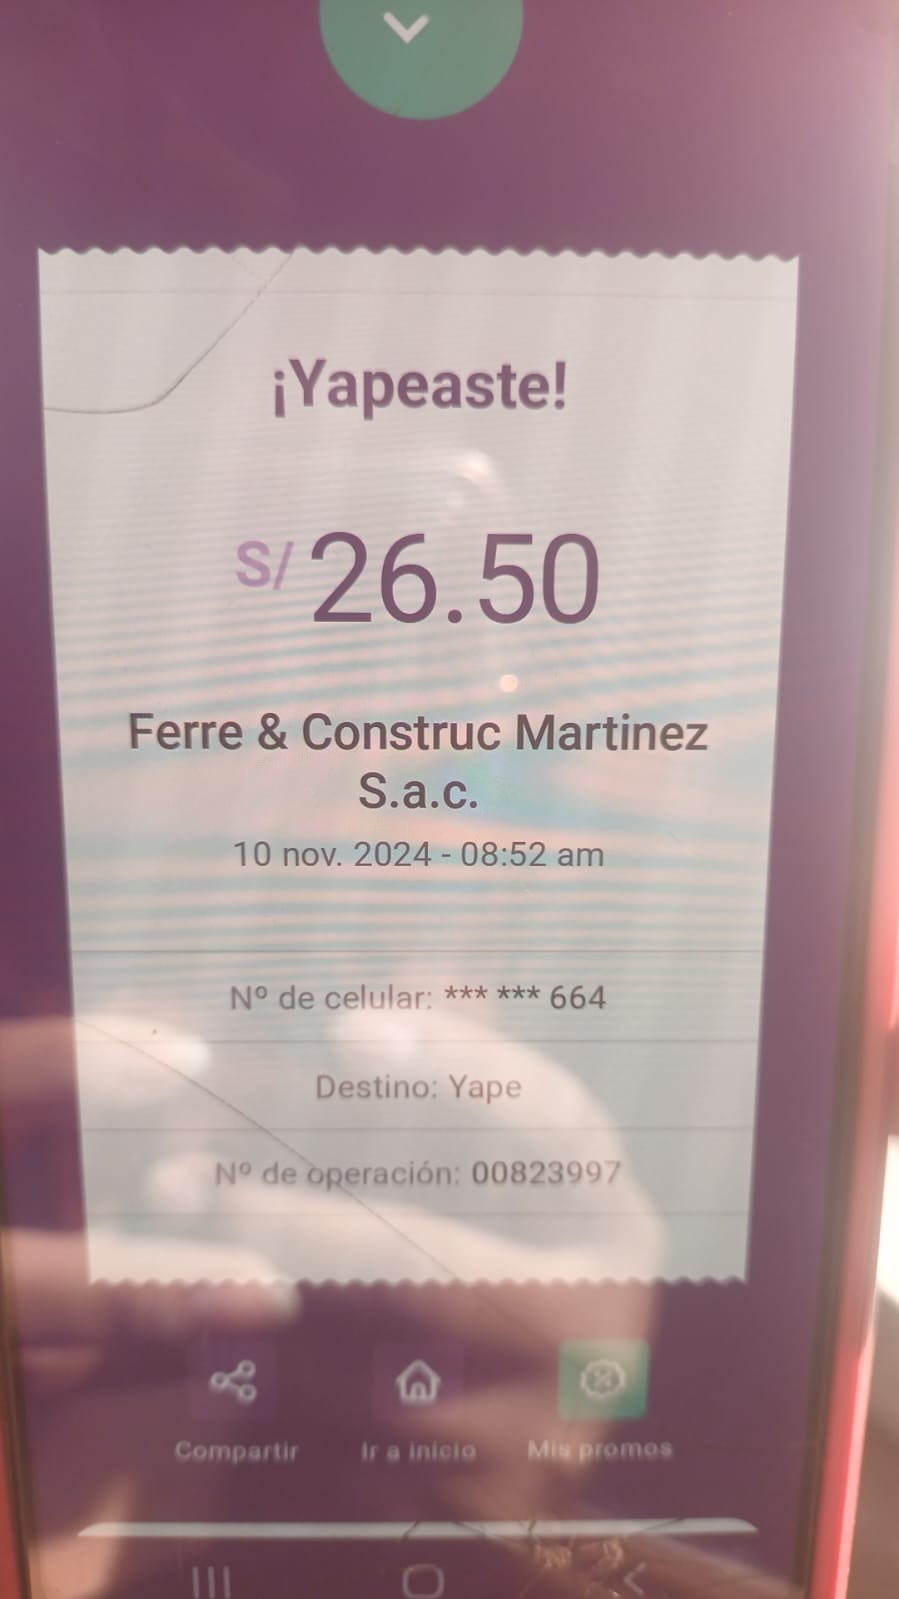 ¡Yapeaste!
S/ 26.50
Ferre & Construc Martinez
S.a.c.
10 nov. 2024 - 08:52 am
Nº de celular: *** *** 664
Destino: Yape
Nº de operación: 00823997
Compartir
Ir a inicio
Mis promos